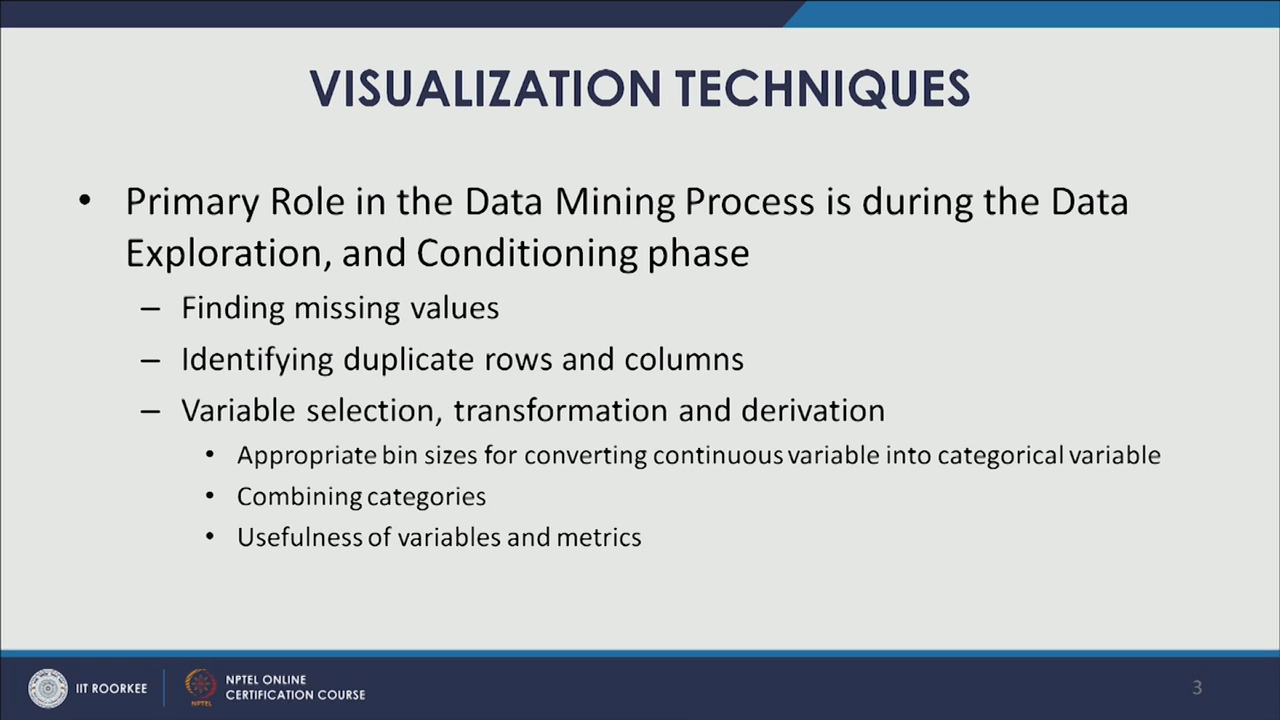 VISUALIZATION TECHNIQUES
• Primary Role in the Data Mining Process is during the Data
Exploration, and Conditioning phase
– Finding missing values
– Identifying duplicate rows and columns
– Variable selection, transformation and derivation
• Appropriate bin sizes for converting continuous variable into categorical variable
• Combining categories
• Usefulness of variables and metrics
IIT ROORKEE
NPTEL
NPTEL ONLINE
CERTIFICATION COURSE
3